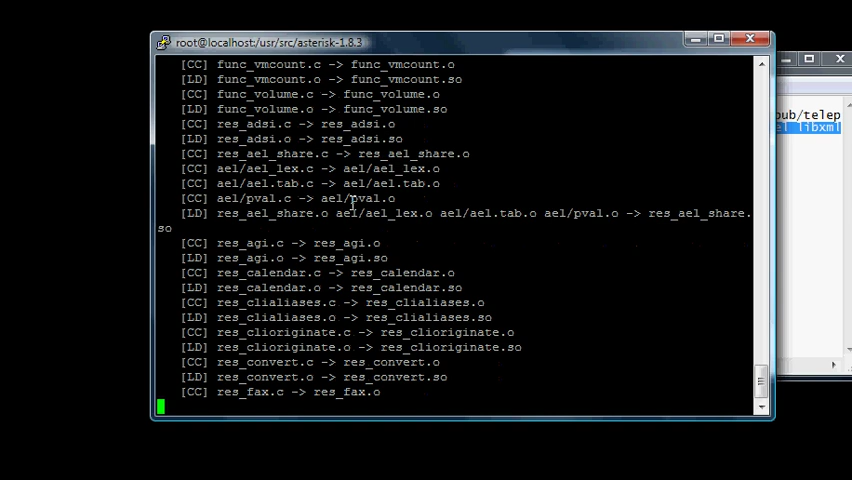 root@localhost:/usr/src/asterisk-1.8.3
[CC] func_vmcount.c -> func_vmcount.o
[LD] func_vmcount.o -> func_vmcount.so
[CC] func_volume.c -> func_volume.o
[LD] func_volume.o -> func_volume.so
[CC] res_adsi.c -> res_adsi.o
[LD] res_adsi.o -> res_adsi.so
[CC] res_ael_share.c -> res_ael_share.o
[CC] ael/ael_lex.c -> ael/ael_lex.o
[CC] ael/ael.tab.c -> ael/ael.tab.o
[CC] ael/pval.c -> ael/pval.o
[LD] res_ael_share.o ael/ael_lex.o ael/ael.tab.o ael/pval.o -> res_ael_share.
so
[CC] res_agi.c -> res_agi.o
[LD] res_agi.o -> res_agi.so
[CC] res_calendar.c -> res_calendar.o
[LD] res_calendar.o -> res_calendar.so
[CC] res_clialiases.c -> res_clialiases.o
[LD] res_clialiases.o -> res_clialiases.so
[CC] res_clioriginate.c -> res_clioriginate.o
[LD] res_clioriginate.o -> res_clioriginate.so
[CC] res_convert.c -> res_convert.o
[LD] res_convert.o -> res_convert.so
[CC] res_fax.c -> res_fax.o
pub/telep
el libxml